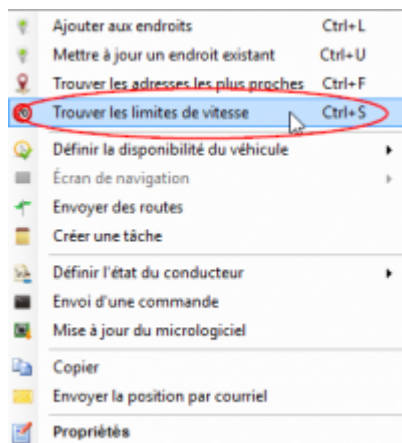 Ajouter aux endroits Ctrl+L
Mettre à jour un endroit existant Ctrl+U
Trouver les adresses les plus proches Ctrl+F
Trouver les limites de vitesse Ctrl+S
Définir la disponibilité du véhicule
Écran de navigation
Envoyer des routes
Créer une tâche
Définir l'état du conducteur
Envoi d'une commande
Mise à jour du micrologiciel
Copier
Envoyer la position par courriel
Propriétés